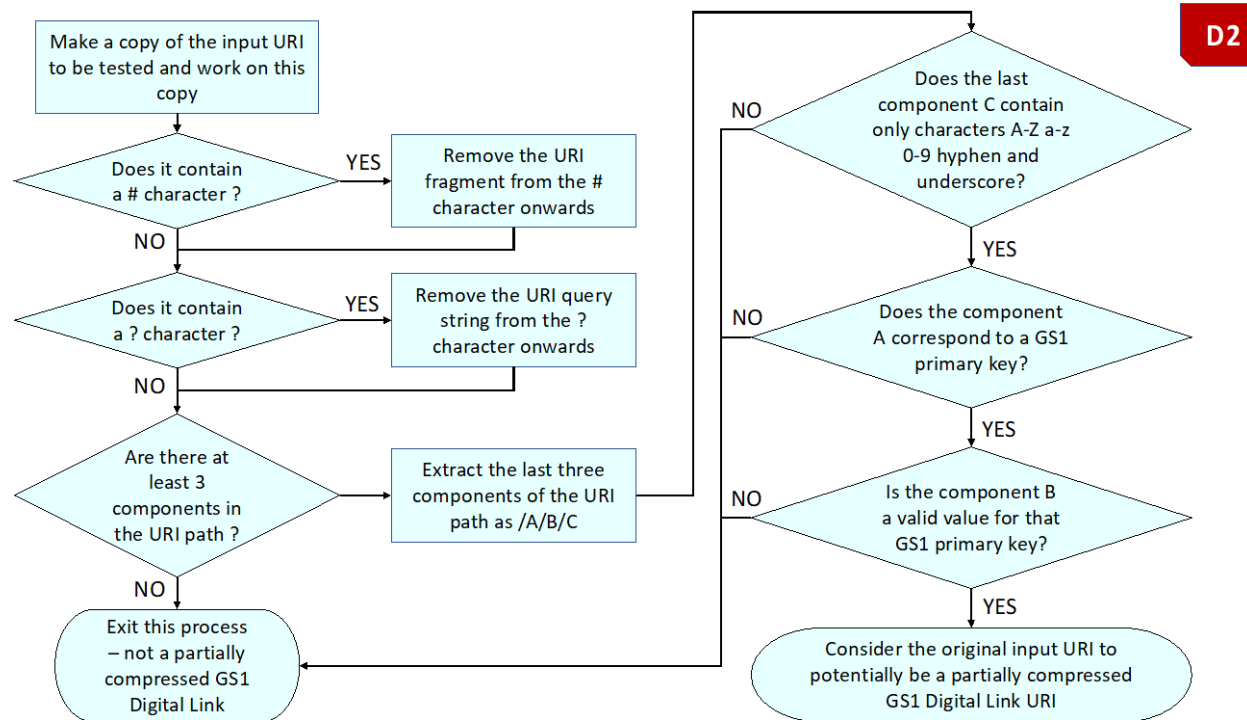 D2
Make a copy of the input URI
to be tested and work on this
copy
Does it contain
a # character ?
YES
Remove the URI
fragment from the #
character onwards
NO
Does it contain
a ? character ?
YES
Remove the URI query
string from the ?
character onwards
NO
Are there at
least 3
components in
the URI path ?
Extract the last three
components of the URI
path as /A/B/C
NO
Exit this process
– not a partially
compressed GS1
Digital Link
Does the last
component C contain
only characters A-Z a-z
0-9 hyphen and
underscore?
NO
YES
Does the component
A correspond to a GS1
primary key?
NO
YES
Is the component B
a valid value for that
GS1 primary key?
NO
YES
Consider the original input URI to
potentially be a partially compressed
GS1 Digital Link URI